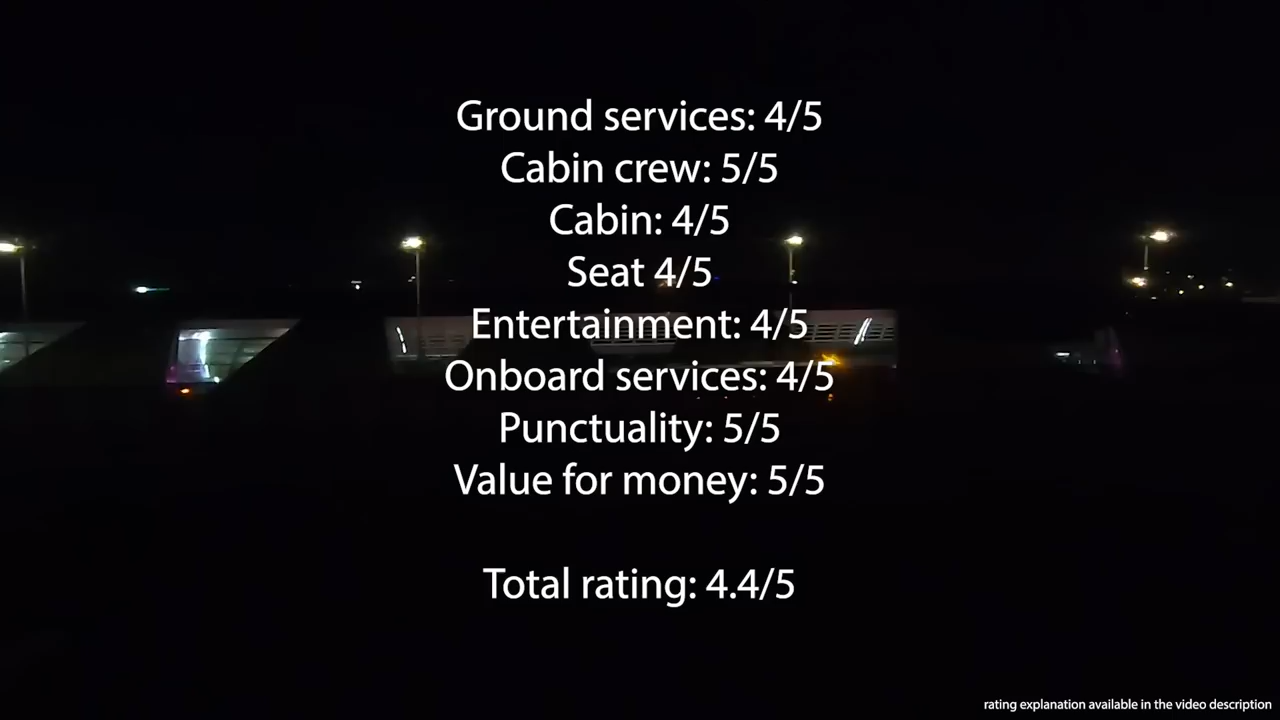 Ground services: 4/5
Cabin crew: 5/5
Cabin: 4/5
Seat 4/5
Entertainment: 4/5
Onboard services: 4/5
Punctuality: 5/5
Value for money: 5/5
Total rating: 4.4/5
rating explanation available in the video description